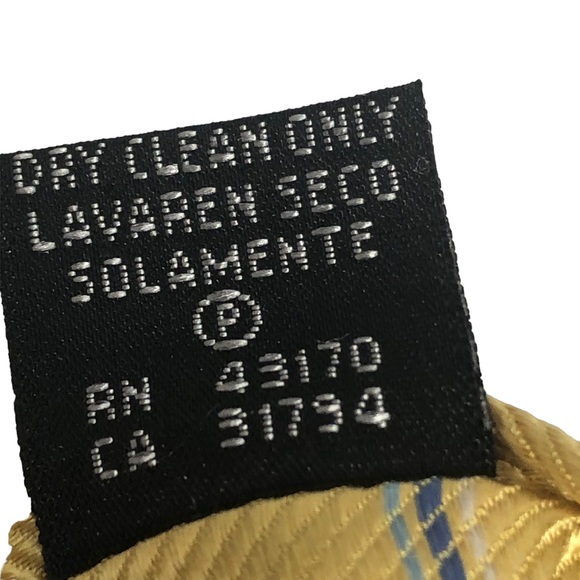 DRY CLEAN ONLY
LAVAREN SECO
SOLAMENTE
P
RN 43170
CA 31794